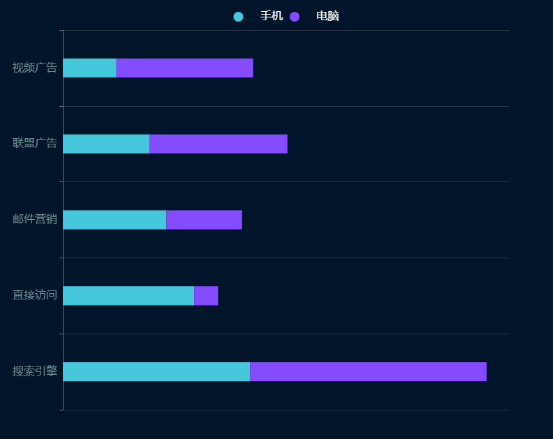 手机 电脑
视频广告
联盟广告
邮件营销
直接访问
搜索引擎